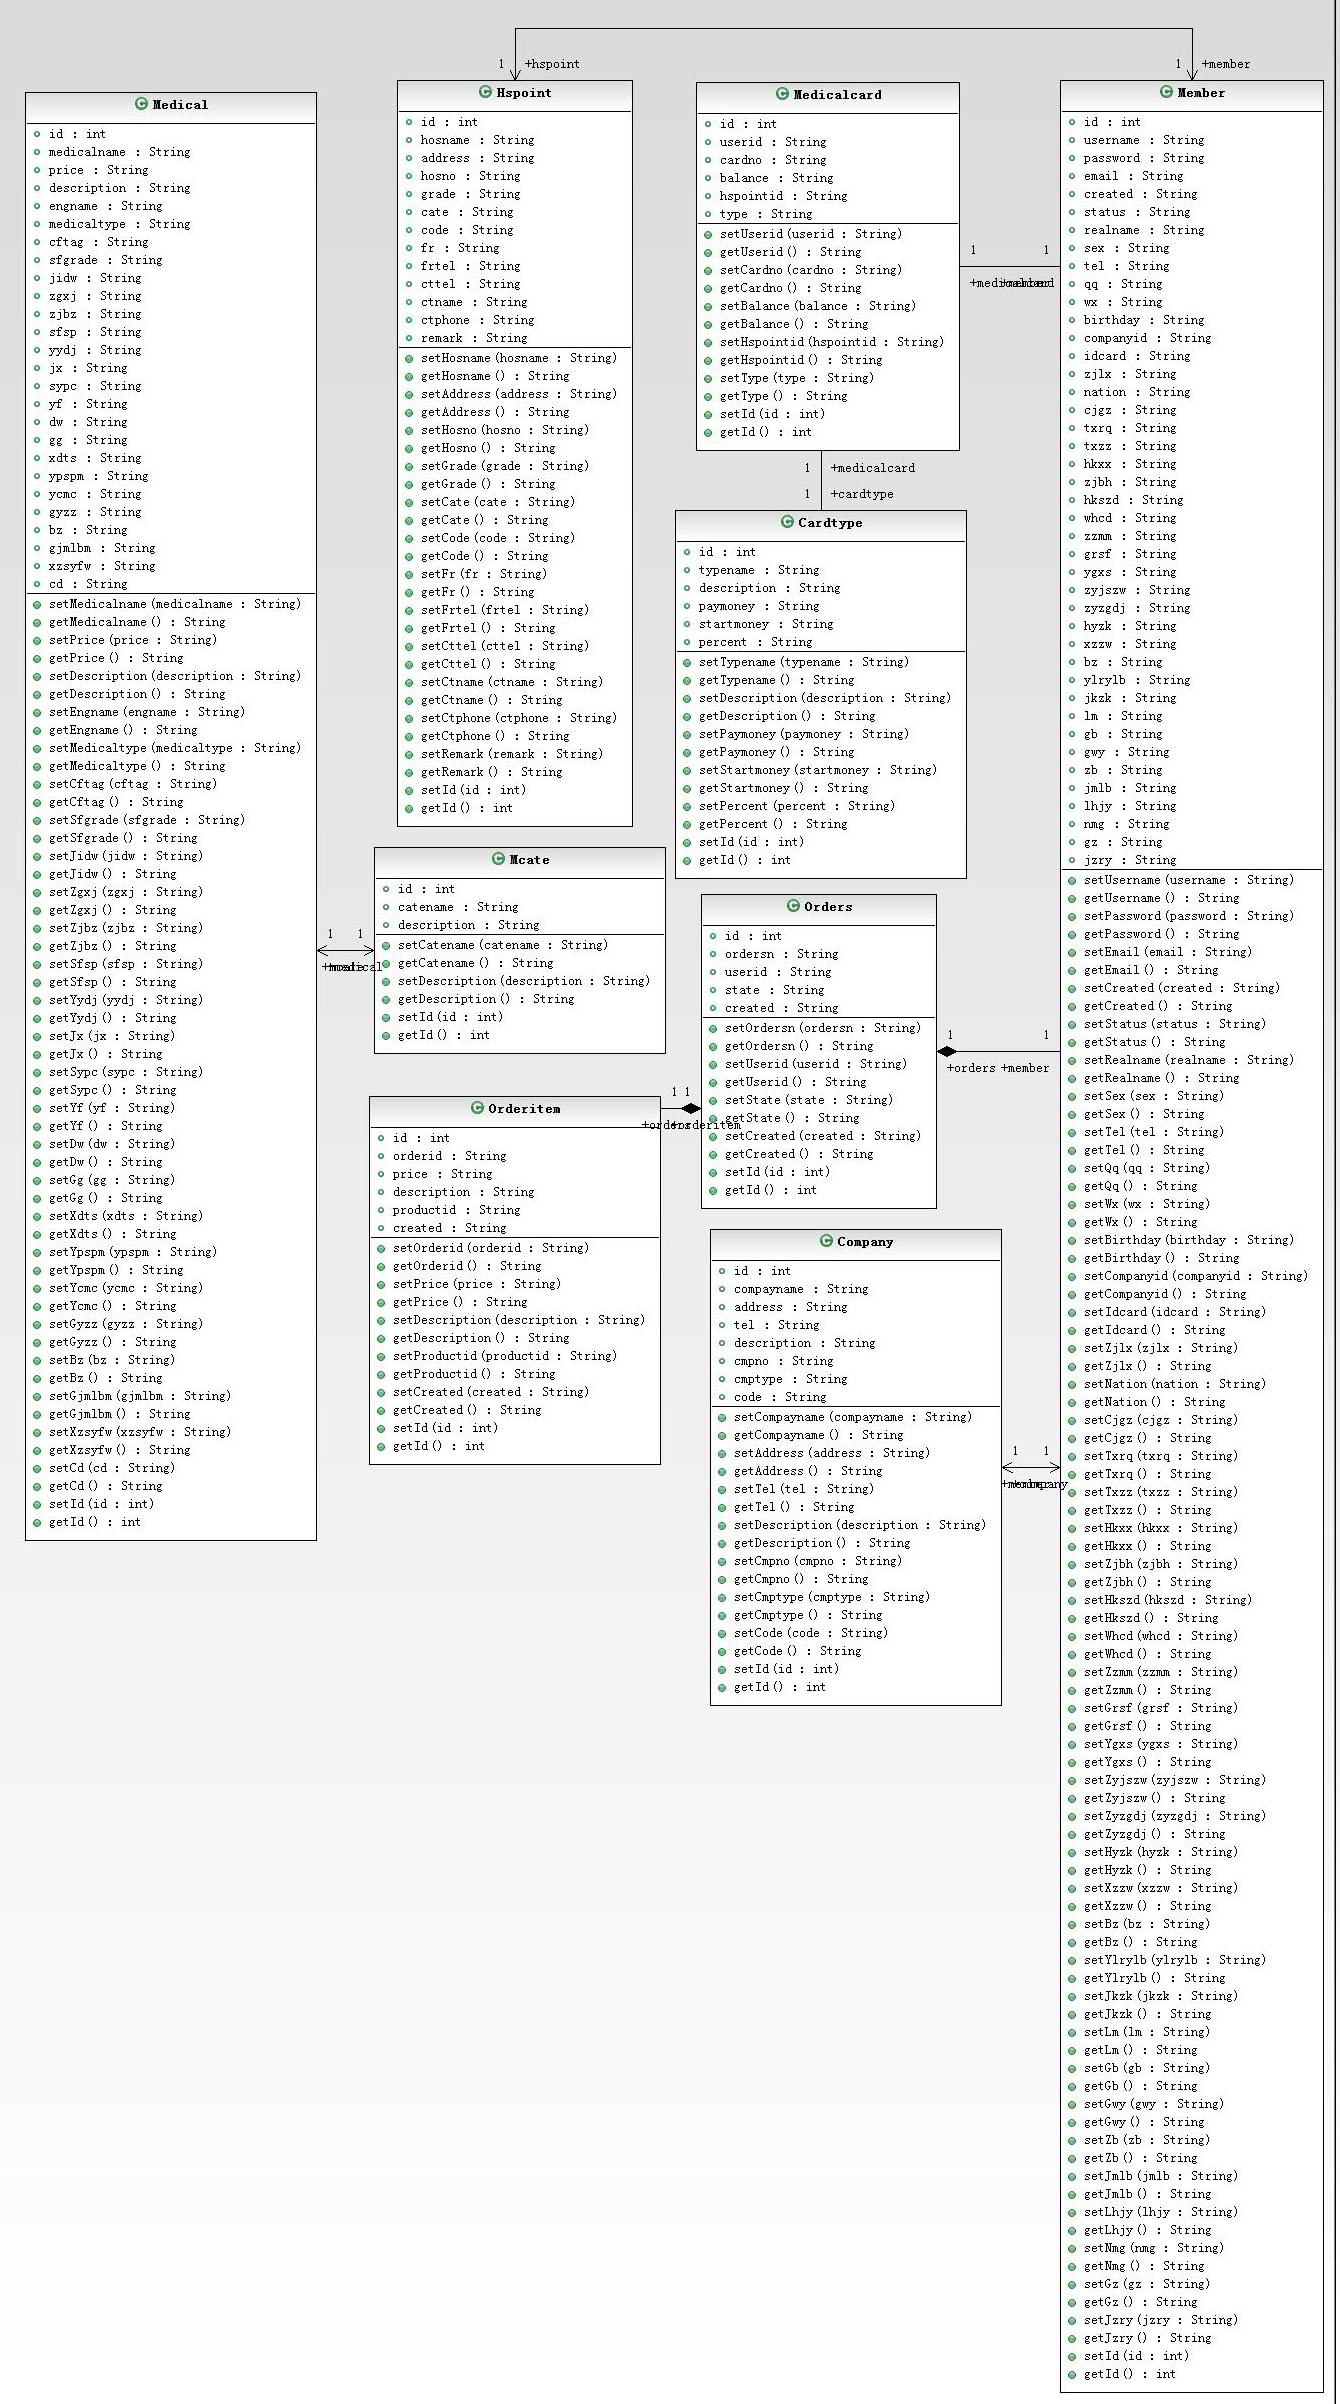 1 +hspoint
1 +member
Medical
id : int
medicalname : String
price : String
description : String
engname : String
medicaltype : String
cftag : String
sfgrade : String
jidw : String
zgxj : String
zjbz : String
sfsp : String
yydj : String
jx : String
sypc : String
yf : String
dw : String
gg : String
xdts : String
ypspm : String
ycmc : String
gyzz : String
bz : String
gjmlbm : String
xzsyfw : String
cd : String
setMedicalname(medicalname : String)
getMedicalname() : String
setPrice(price : String)
getPrice() : String
setDescription(description : String)
getDescription() : String
setEngname(engname : String)
getEngname() : String
setMedicaltype(medicaltype : String)
getMedicaltype() : String
setCftag(cftag : String)
getCftag() : String
setSfgrade(sfgrade : String)
getSfgrade() : String
setJidw(jidw : String)
getJidw() : String
setZgxj(zgxj : String)
getZgxj() : String
setZjbz(zjbz : String)
getZjbz() : String
setSfsp(sfsp : String)
getSfsp() : String
setYydj(yydj : String)
getYydj() : String
setJx(jx : String)
getJx() : String
setSypc(sypc : String)
getSypc() : String
setYf(yf : String)
getYf() : String
setDw(dw : String)
getDw() : String
setGg(gg : String)
getGg() : String
setXdts(xdts : String)
getXdts() : String
setYpspm(ypspm : String)
getYpspm() : String
setYcmc(ycmc : String)
getYcmc() : String
setGyzz(gyzz : String)
getGyzz() : String
setBz(bz : String)
getBz() : String
setGjmlbm(gjmlbm : String)
getGjmlbm() : String
setXzsyfw(xzsyfw : String)
getXzsyfw() : String
setCd(cd : String)
getCd() : String
setId(id : int)
getId() : int
Hspoint
id : int
hosname : String
address : String
hosno : String
grade : String
cate : String
code : String
fr : String
frtel : String
cttel : String
ctname : String
ctphone : String
remark : String
setHosname(hosname : String)
getHosname() : String
setAddress(address : String)
getAddress() : String
setHosno(hosno : String)
getHosno() : String
setGrade(grade : String)
getGrade() : String
setCate(cate : String)
getCate() : String
setCode(code : String)
getCode() : String
setFr(fr : String)
getFr() : String
setFrtel(frtel : String)
getFrtel() : String
setCttel(cttel : String)
getCttel() : String
setCtname(ctname : String)
getCtname() : String
setCtphone(ctphone : String)
getCtphone() : String
setRemark(remark : String)
getRemark() : String
setId(id : int)
getId() : int
1 1
Mcate
id : int
catename : String
description : String
setCatename(catename : String)
getCatename() : String
setDescription(description : String)
getDescription() : String
setId(id : int)
getId() : int
Orderitem
id : int
orderid : String
price : String
description : String
productid : String
created : String
setOrderid(orderid : String)
getOrderid() : String
setPrice(price : String)
getPrice() : String
setDescription(description : String)
getDescription() : String
setProductid(productid : String)
getProductid() : String
setCreated(created : String)
getCreated() : String
setId(id : int)
getId() : int
1 1
Medicalcard
id : int
userid : String
cardno : String
balance : String
hspointid : String
type : String
setUserid(userid : String)
getUserid() : String
setCardno(cardno : String)
getCardno() : String
setBalance(balance : String)
getBalance() : String
setHspointid(hspointid : String)
getHspointid() : String
setType(type : String)
getType() : String
setId(id : int)
getId() : int
1 1
1 +medicalcard
1 +cardtype
Cardtype
id : int
typename : String
description : String
paymoney : String
startmoney : String
percent : String
setTypename(typename : String)
getTypename() : String
setDescription(description : String)
getDescription() : String
setPaymoney(paymoney : String)
getPaymoney() : String
setStartmoney(startmoney : String)
getStartmoney() : String
setPercent(percent : String)
getPercent() : String
setId(id : int)
getId() : int
Orders
id : int
ordersn : String
userid : String
state : String
created : String
setOrdersn(ordersn : String)
getOrdersn() : String
setUserid(userid : String)
getUserid() : String
setState(state : String)
getState() : String
setCreated(created : String)
getCreated() : String
setId(id : int)
getId() : int
1 1
+orders +member
Company
id : int
compayname : String
address : String
tel : String
description : String
cmpno : String
cmptype : String
code : String
setCompayname(compayname : String)
getCompayname() : String
setAddress(address : String)
getAddress() : String
setTel(tel : String)
getTel() : String
setDescription(description : String)
getDescription() : String
setCmpno(cmpno : String)
getCmpno() : String
setCmptype(cmptype : String)
getCmptype() : String
setCode(code : String)
getCode() : String
setId(id : int)
getId() : int
1 1
Member
id : int
username : String
password : String
email : String
created : String
status : String
realname : String
sex : String
tel : String
qq : String
wx : String
birthday : String
companyid : String
idcard : String
zjlx : String
nation : String
cjgz : String
txrq : String
txzz : String
hkxx : String
zjbh : String
hkszd : String
whcd : String
zzmm : String
grsf : String
ygxs : String
zyjszw : String
zyzgdj : String
hyzk : String
xzzw : String
bz : String
ylrylb : String
jkzk : String
lm : String
gb : String
gwy : String
zb : String
jmlb : String
lhjy : String
nmg : String
gz : String
jzry : String
setUsername(username : String)
getUsername() : String
setPassword(password : String)
getPassword() : String
setEmail(email : String)
getEmail() : String
setCreated(created : String)
getCreated() : String
setStatus(status : String)
getStatus() : String
setRealname(realname : String)
getRealname() : String
setSex(sex : String)
getSex() : String
setTel(tel : String)
getTel() : String
setQq(qq : String)
getQq() : String
setWx(wx : String)
getWx() : String
setBirthday(birthday : String)
getBirthday() : String
setCompanyid(companyid : String)
getCompanyid() : String
setIdcard(idcard : String)
getIdcard() : String
setZjlx(zjlx : String)
getZjlx() : String
setNation(nation : String)
getNation() : String
setCjgz(cjgz : String)
getCjgz() : String
setTxrq(txrq : String)
getTxrq() : String
setTxzz(txzz : String)
getTxzz() : String
setHkxx(hkxx : String)
getHkxx() : String
setZjbh(zjbh : String)
getZjbh() : String
setHkszd(hkszd : String)
getHkszd() : String
setWhcd(whcd : String)
getWhcd() : String
setZzmm(zzmm : String)
getZzmm() : String
setGrsf(grsf : String)
getGrsf() : String
setYgxs(ygxs : String)
getYgxs() : String
setZyjszw(zyjszw : String)
getZyjszw() : String
setZyzgdj(zyzgdj : String)
getZyzgdj() : String
setHyzk(hyzk : String)
getHyzk() : String
setXzzw(xzzw : String)
getXzzw() : String
setBz(bz : String)
getBz() : String
setYlrylb(ylrylb : String)
getYlrylb() : String
setJkzk(jkzk : String)
getJkzk() : String
setLm(lm : String)
getLm() : String
setGb(gb : String)
getGb() : String
setGwy(gwy : String)
getGwy() : String
setZb(zb : String)
getZb() : String
setJmlb(jmlb : String)
getJmlb() : String
setLhjy(lhjy : String)
getLhjy() : String
setNmg(nmg : String)
getNmg() : String
setGz(gz : String)
getGz() : String
setJzry(jzry : String)
getJzry() : String
setId(id : int)
getId() : int